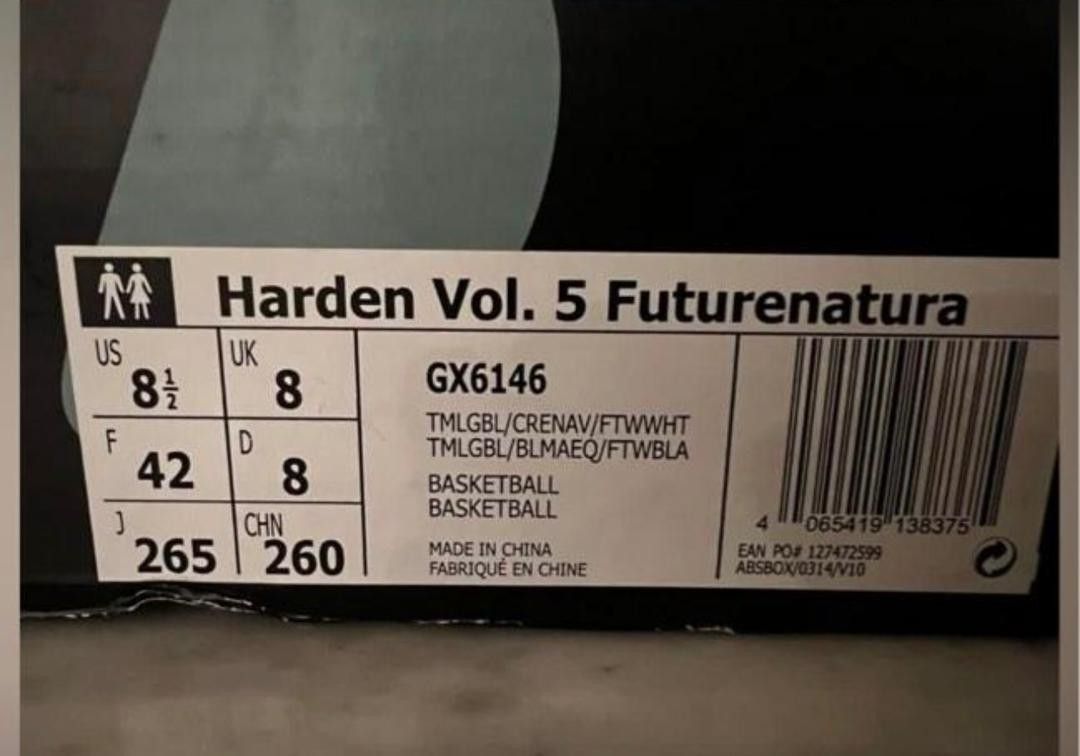 Harden Vol. 5 Futurenatura
US 8½
UK 8
F 42
D 8
J 265
CHN 260
GX6146
TMLGBL/CRENAV/FTWWHT
TMLGBL/BLMAEQ/FTWBLA
BASKETBALL
BASKETBALL
MADE IN CHINA
FABRIQUÉ EN CHINE
4 065419 138375
EAN PO# 127472599
ABSBOX/0314/V10